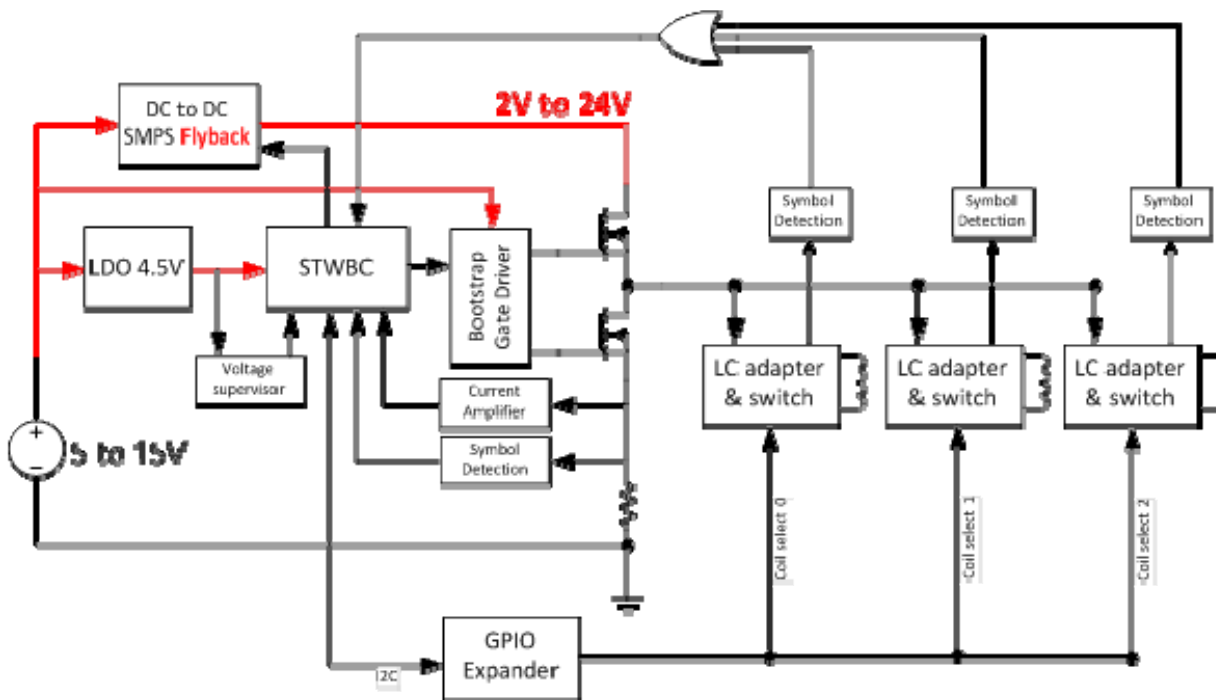 DC to DC
SMPS Flyback
2V to 24V
Symbol
Detection
Symboll
Detection
Symbol
Detection
LDO 4.5V
STWBC
Bootstrap
Gate Driver
Voltage
supervisor
LC adapter
& switch
LC adapter
& switch
LC adapter
& switch
Current
Amplifier
+
−
5 to 15V
Symbol
Detection
Coil select 0
Coil select 1
Coil select 2
GPIO
Expander
I2C